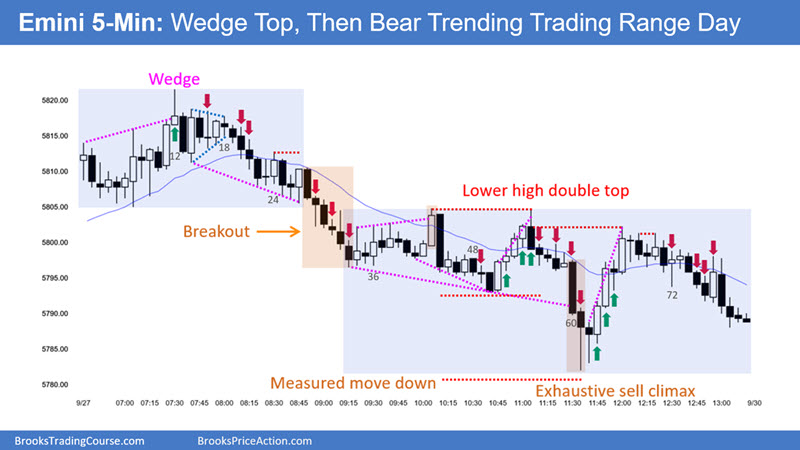 Emini 5-Min: Wedge Top, Then Bear Trending Trading Range Day
Wedge
5820.00
5815.00
5810.00
5805.00
5800.00
5795.00
5790.00
5785.00
5780.00
12
18
24
Breakout
36
Lower high double top
48
60
72
Measured move down
Exhaustive sell climax
9/27 07:15 07:30 07:45 08:00 08:15 08:30 08:45 09:00 09:15 09:30 09:45 10:00 10:15 10:30 10:45 11:00 11:15 11:30 11:45 12:00 12:15 12:30 12:45 13:00 9/30
BrooksTradingCourse.com BrooksPriceAction.com